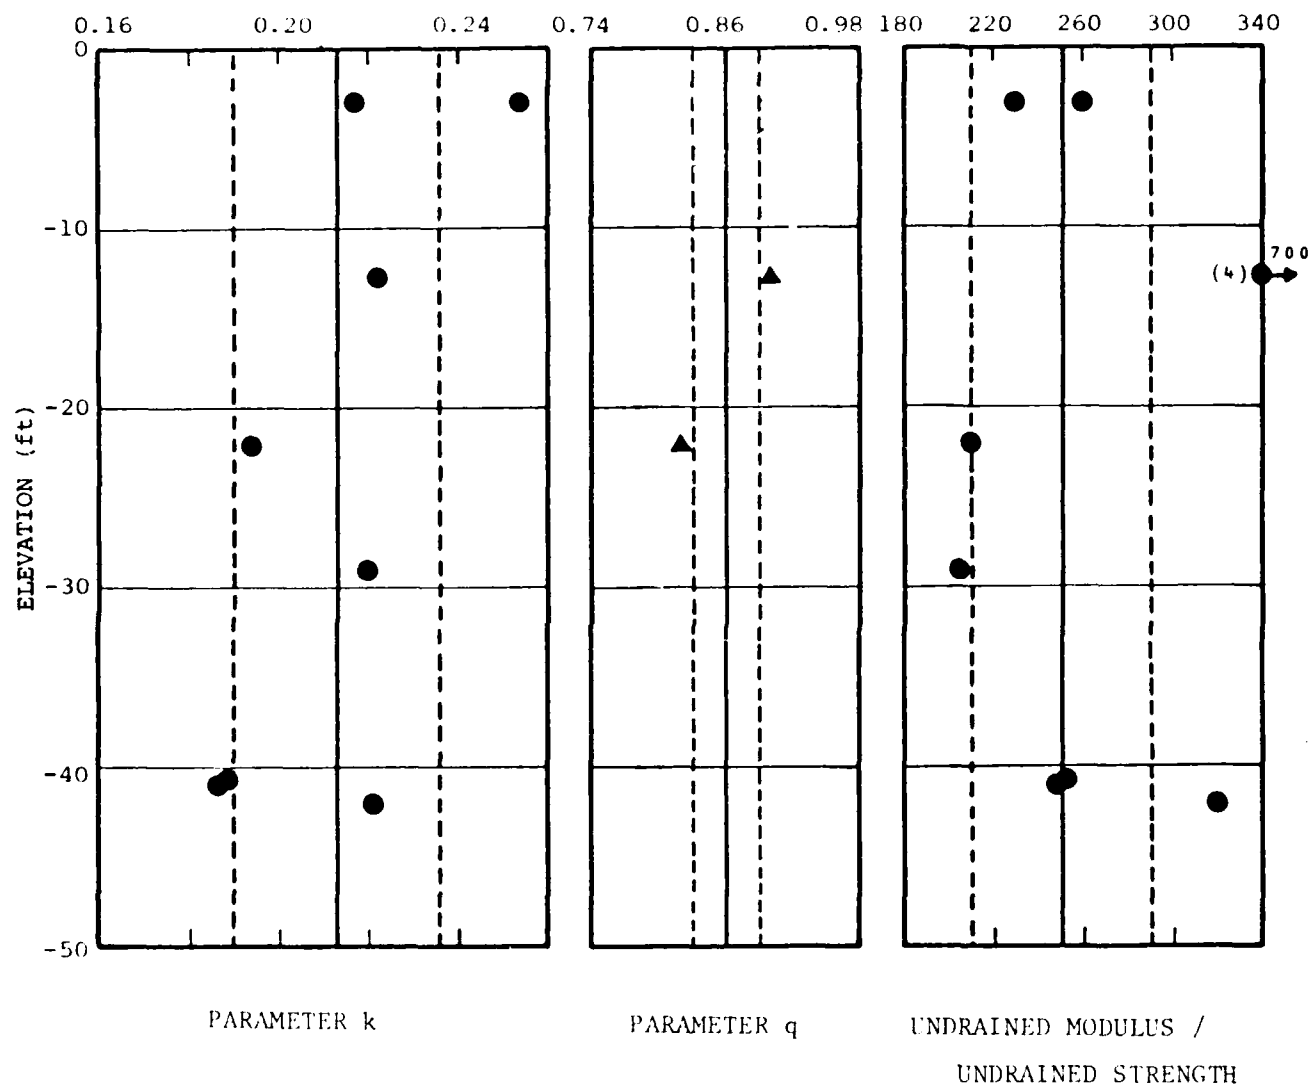 0.16 0.20 0.24 0.74 0.86 0.98 180 220 260 300 340
0
-10
700
(4)
-20
ELEVATION (ft)
-30
-40
-50
PARAMETER k
PARAMETER q
UNDRAINED MODULUS /
UNDRAINED STRENGTH